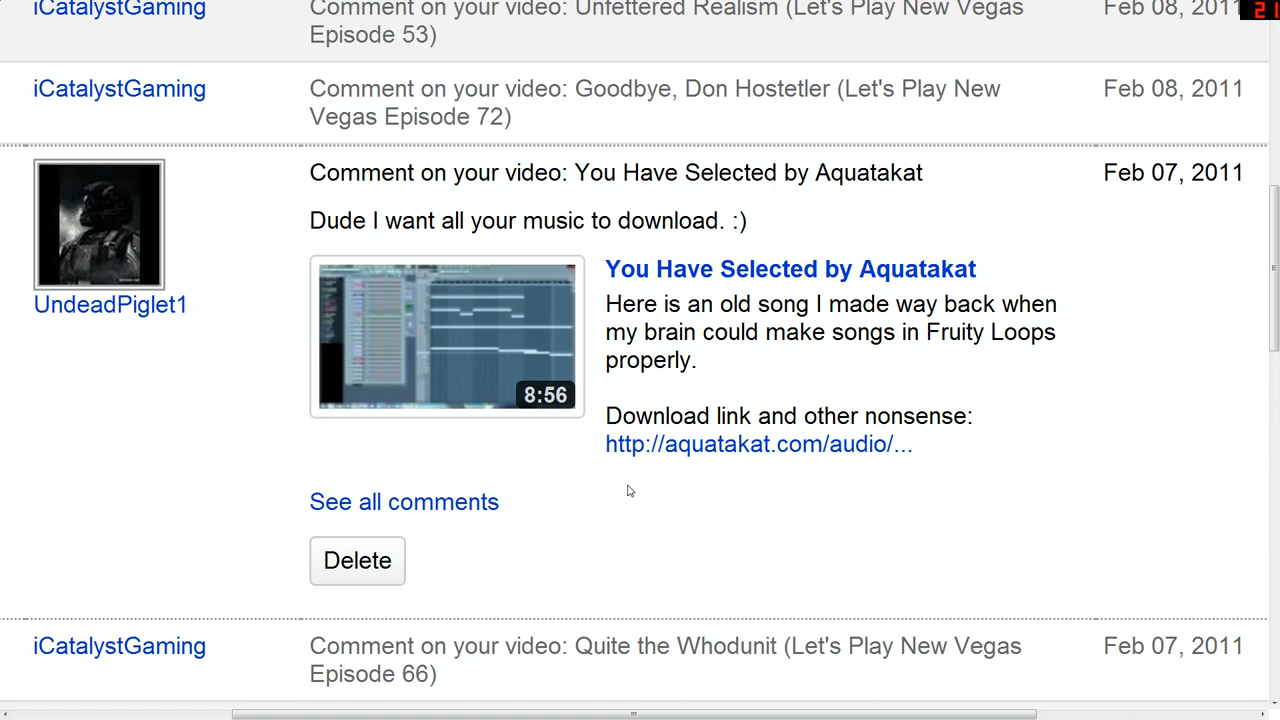 iCatalystGaming Comment on your video: Unfettered Realism (Let's Play New Vegas Feb 08, 2011
Episode 53)
21
iCatalystGaming Comment on your video: Goodbye, Don Hostetler (Let's Play New Feb 08, 2011
Vegas Episode 72)
Comment on your video: You Have Selected by Aquatakat Feb 07, 2011
Dude I want all your music to download. :)
UndeadPiglet1
8:56
You Have Selected by Aquatakat
Here is an old song I made way back when
my brain could make songs in Fruity Loops
properly.
Download link and other nonsense:
http://aquatakat.com/audio/...
See all comments
Delete
iCatalystGaming Comment on your video: Quite the Whodunit (Let's Play New Vegas Feb 07, 2011
Episode 66)